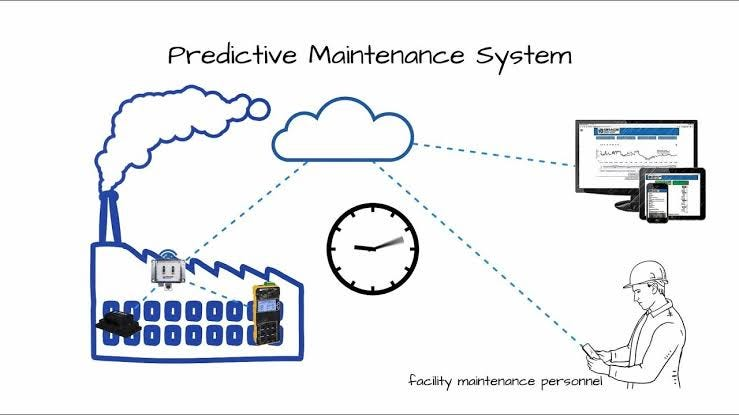 Predictive Maintenance System
facility maintenance personnel